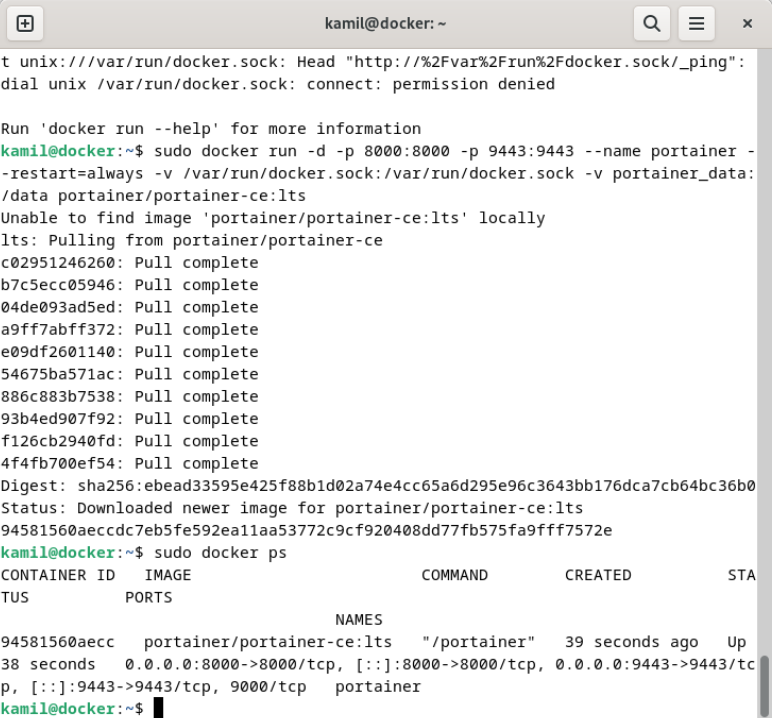 kamil@docker: ~
t unix:///var/run/docker.sock: Head "http://%2Fvar%2Frun%2Fdocker.sock/_ping":
dial unix /var/run/docker.sock: connect: permission denied
Run 'docker run --help' for more information
kamil@docker:~$ sudo docker run -d -p 8000:8000 -p 9443:9443 --name portainer -
-restart=always -v /var/run/docker.sock:/var/run/docker.sock -v portainer_data:
/data portainer/portainer-ce:lts
Unable to find image 'portainer/portainer-ce:lts' locally
lts: Pulling from portainer/portainer-ce
c02951246260: Pull complete
b7c5ecc05946: Pull complete
04de093ad5ed: Pull complete
a9ff7abff372: Pull complete
e09df2601140: Pull complete
54675ba571ac: Pull complete
886c883b7538: Pull complete
93b4ed907f92: Pull complete
f126cb2940fd: Pull complete
4f4fb700ef54: Pull complete
Digest: sha256:ebead33595e425f88b1d02a74e4cc65a6d295e96c3643bb176dca7cb64bc36b0
Status: Downloaded newer image for portainer/portainer-ce:lts
94581560aeccdc7eb5fe592ea11aa53772c9cf920408dd77fb575fa9fff7572e
kamil@docker:~$ sudo docker ps
CONTAINER ID   IMAGE                        COMMAND        CREATED          STA
TUS          PORTS
                                   NAMES
94581560aecc   portainer/portainer-ce:lts   "/portainer"   39 seconds ago   Up
38 seconds   0.0.0.0:8000->8000/tcp, [::]:8000->8000/tcp, 0.0.0.0:9443->9443/tc
p, [::]:9443->9443/tcp, 9000/tcp   portainer
kamil@docker:~$